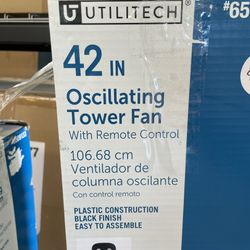 UTILITECH®
#65
42 IN
Oscillating
Tower Fan
With Remote Control
106.68 cm
Ventilador de
columna oscilante
Con control remoto
PLASTIC CONSTRUCTION
BLACK FINISH
EASY TO ASSEMBLE